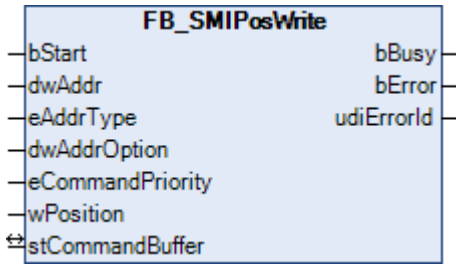 FB_SMIPosWrite
bStart bBusy
dwAddr bError
eAddrType udiErrorId
dwAddrOption
eCommandPriority
wPosition
stCommandBuffer